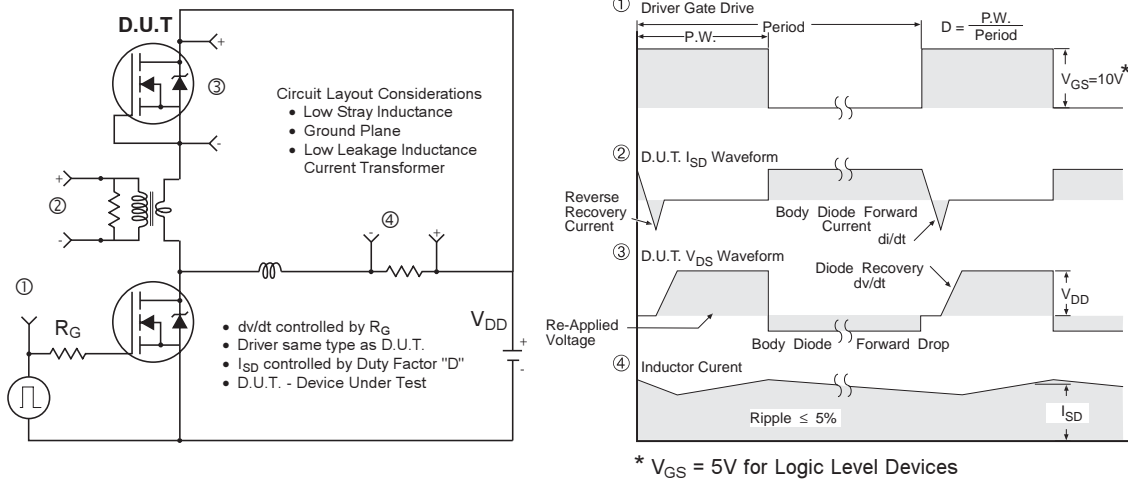 D.U.T
+
③
-
Circuit Layout Considerations
• Low Stray Inductance
• Ground Plane
• Low Leakage Inductance
Current Transformer
+
②
-
④
- +
①
R_G
V_DD
+
-
• dv/dt controlled by R_G
• Driver same type as D.U.T.
• I_SD controlled by Duty Factor "D"
• D.U.T. - Device Under Test
① Driver Gate Drive
P.W.
Period
D = P.W. / Period
V_GS=10V*
② D.U.T. I_SD Waveform
Reverse
Recovery
Current
Body Diode Forward
Current
di/dt
③ D.U.T. V_DS Waveform
Diode Recovery
dv/dt
V_DD
Re-Applied
Voltage
Body Diode Forward Drop
④ Inductor Curent
Ripple ≤ 5%
I_SD
* V_GS = 5V for Logic Level Devices